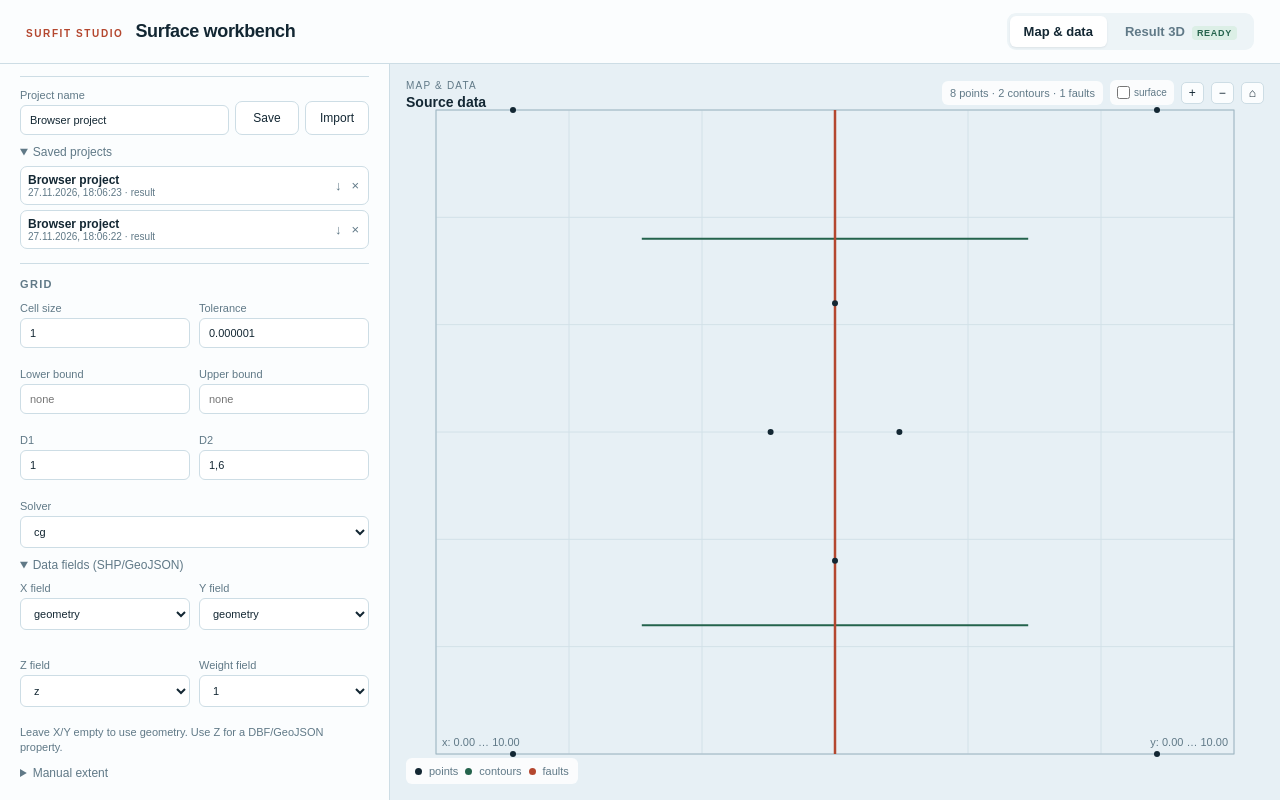 SURFIT STUDIO Surface workbench
Map & data Result 3D READY
Project name
Browser project Save Import
Saved projects
Browser project
27.11.2026, 18:06:23 · result ↓ ×
Browser project
27.11.2026, 18:06:22 · result ↓ ×
GRID
Cell size Tolerance
1 0.000001
Lower bound Upper bound
none none
D1 D2
1 1,6
Solver
cg
Data fields (SHP/GeoJSON)
X field Y field
geometry geometry
Z field Weight field
z 1
Leave X/Y empty to use geometry. Use Z for a DBF/GeoJSON
property.
Manual extent
MAP & DATA
Source data
8 points · 2 contours · 1 faults surface + − ⌂
x: 0.00 … 10.00 y: 0.00 … 10.00
points contours faults